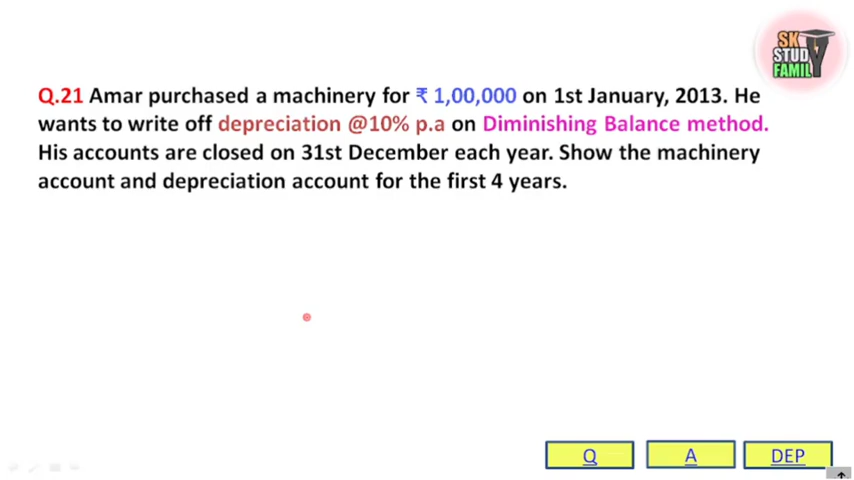 SK
STUDY
FAMILY
Q.21 Amar purchased a machinery for ₹ 1,00,000 on 1st January, 2013. He
wants to write off depreciation @10% p.a on Diminishing Balance method.
His accounts are closed on 31st December each year. Show the machinery
account and depreciation account for the first 4 years.
Q A DEP